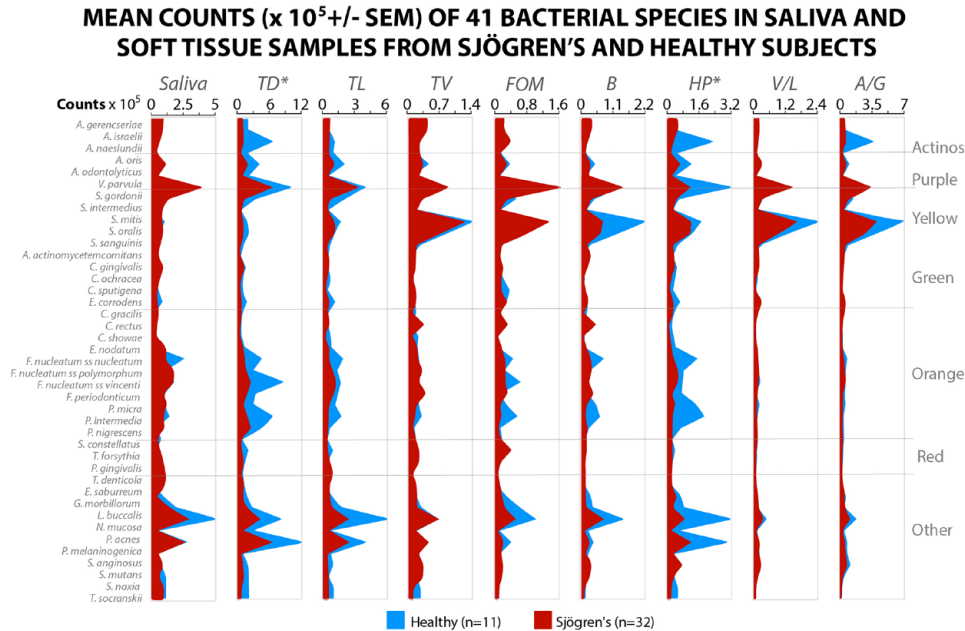 MEAN COUNTS (x 10⁵+/- SEM) OF 41 BACTERIAL SPECIES IN SALIVA AND
SOFT TISSUE SAMPLES FROM SJÖGREN'S AND HEALTHY SUBJECTS
Saliva TD* TL TV FOM B HP* V/L A/G
Counts x 10⁵ 0 2.5 5 0 6 12 0 3 6 0 0,7 1.4 0 0.8 1.6 0 1.1 2.2 0 1.6 3.2 0 1,2 2.4 0 3.5 7
A. gerencseriae
A. israelii
A. naeslundii
Actinos
A. oris
A. odontolyticus
V. parvula
Purple
S. gordonii
S. intermedius
S. mitis
Yellow
S. oralis
S. sanguinis
A. actinomycetemcomitans
C. gingivalis
C. ochracea
Green
C. sputigena
E. corrodens
C. gracilis
C. rectus
C. showae
E. nodatum
F. nucleatum ss nucleatum
F. nucleatum ss polymorphum
Orange
F. nucleatum ss vincenti
F. periodonticum
P. micra
P. Intermedia
P. nigrescens
S. constellatus
T. forsythia
Red
P. gingivalis
T. denticola
E. saburreum
G. morbillorum
L. buccalis
N. mucosa
Other
P. acnes
P. melaninogenica
S. anginosus
S. mutans
S. noxia
T. socranskii
Healthy (n=11) Sjögren's (n=32)